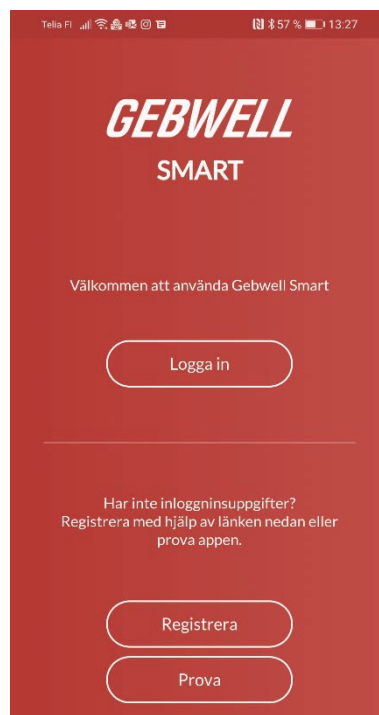 Telia FI 57 % 13:27
GEBWELL
SMART
Välkommen att använda Gebwell Smart
Logga in
Har inte inloggninsuppgifter?
Registrera med hjälp av länken nedan eller
prova appen.
Registrera
Prova